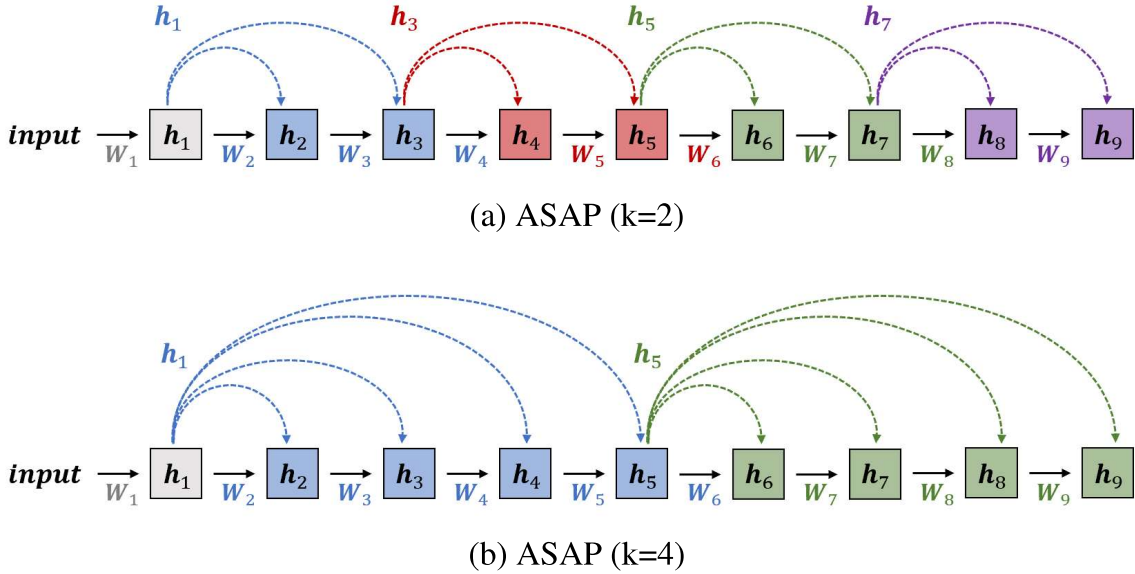 h₁ h₃ h₅ h₇
input h₁ h₂ h₃ h₄ h₅ h₆ h₇ h₈ h₉
W₁ W₂ W₃ W₄ W₅ W₆ W₇ W₈ W₉
(a) ASAP (k=2)
h₁ h₅
input h₁ h₂ h₃ h₄ h₅ h₆ h₇ h₈ h₉
W₁ W₂ W₃ W₄ W₅ W₆ W₇ W₈ W₉
(b) ASAP (k=4)